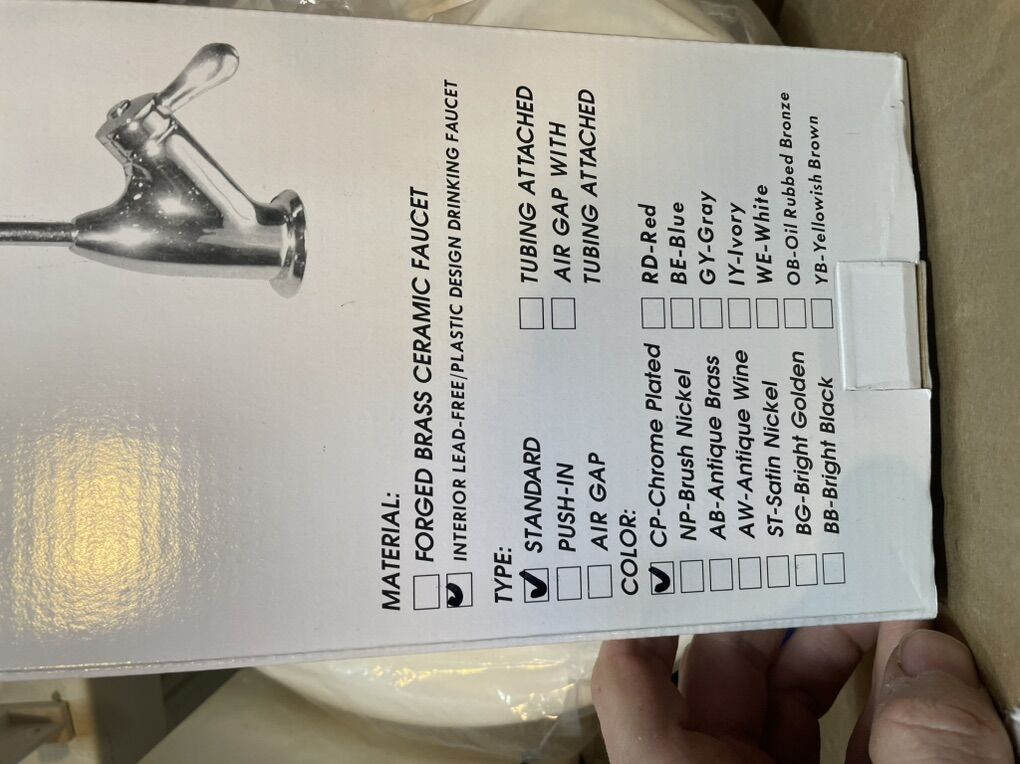 MATERIAL:
FORGED BRASS CERAMIC FAUCET
INTERIOR LEAD-FREE/PLASTIC DESIGN DRINKING FAUCET
TYPE:
STANDARD
PUSH-IN
AIR GAP
TUBING ATTACHED
AIR GAP WITH
TUBING ATTACHED
COLOR:
CP-Chrome Plated
NP-Brush Nickel
AB-Antique Brass
AW-Antique Wine
ST-Satin Nickel
BG-Bright Golden
BB-Bright Black
RD-Red
BE-Blue
GY-Gray
IY-Ivory
WE-White
OB-Oil Rubbed Bronze
YB-Yellowish Brown